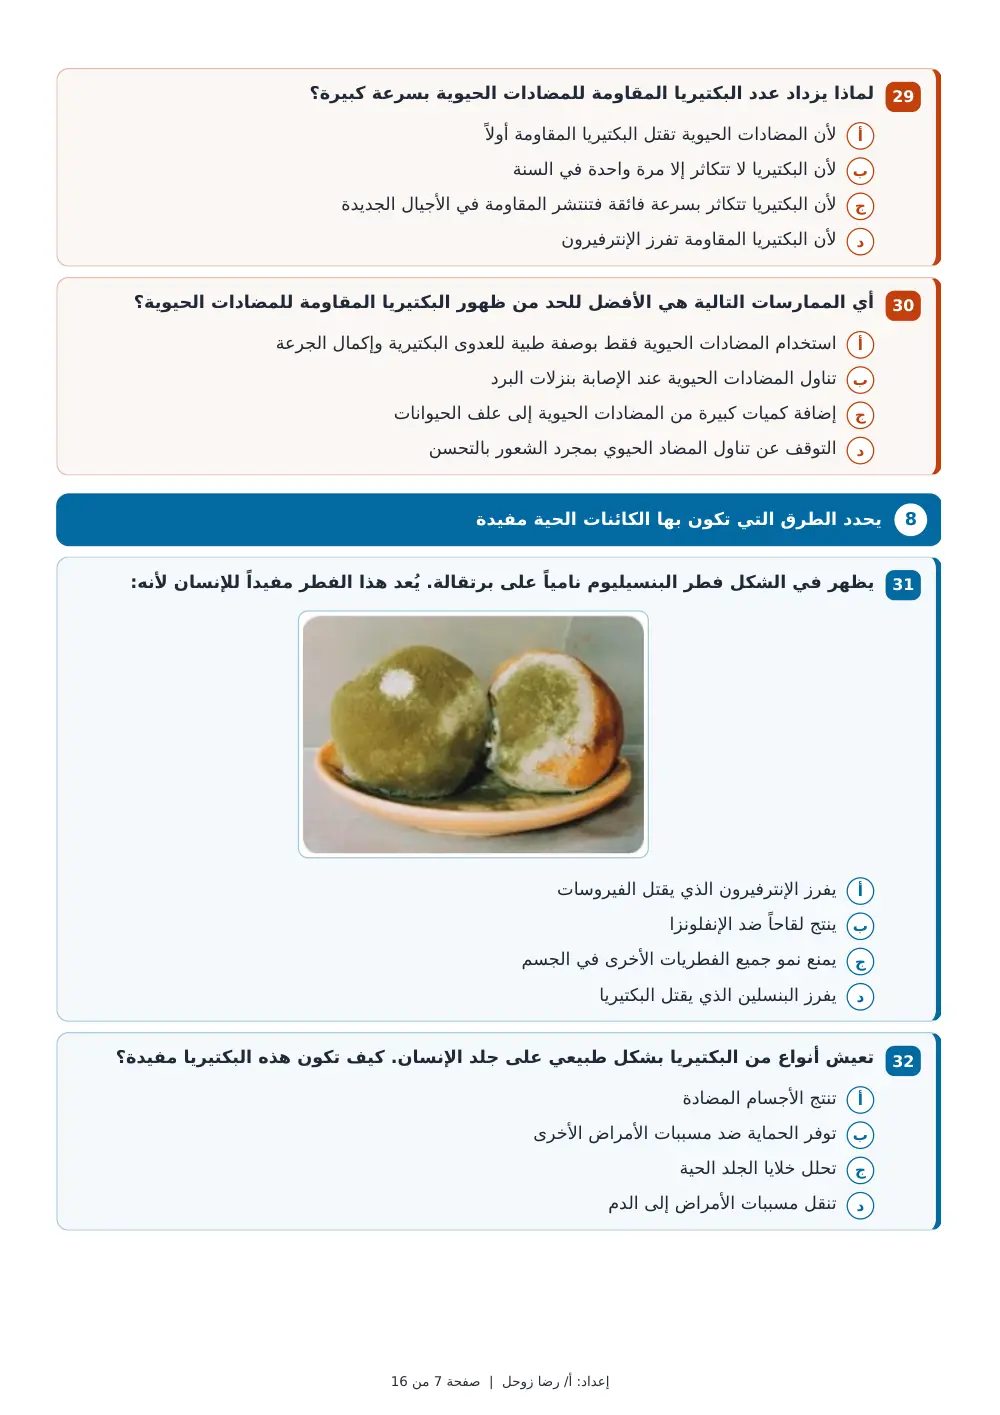 29 لماذا يزداد عدد البكتيريا المقاومة للمضادات الحيوية بسرعة كبيرة؟
أ لأن المضادات الحيوية تقتل البكتيريا المقاومة أولاً
ب لأن البكتيريا لا تتكاثر إلا مرة واحدة في السنة
ج لأن البكتيريا تتكاثر بسرعة فائقة فتنتشر المقاومة في الأجيال الجديدة
د لأن البكتيريا المقاومة تفرز الإنترفيرون
30 أي الممارسات التالية هي الأفضل للحد من ظهور البكتيريا المقاومة للمضادات الحيوية؟
أ استخدام المضادات الحيوية فقط بوصفة طبية للعدوى البكتيرية وإكمال الجرعة
ب تناول المضادات الحيوية عند الإصابة بنزلات البرد
ج إضافة كميات كبيرة من المضادات الحيوية إلى علف الحيوانات
د التوقف عن تناول المضاد الحيوي بمجرد الشعور بالتحسن
8 يحدد الطرق التي تكون بها الكائنات الحية مفيدة
31 يظهر في الشكل فطر البنسيليوم نامياً على برتقالة. يُعد هذا الفطر مفيداً للإنسان لأنه:
أ يفرز الإنترفيرون الذي يقتل الفيروسات
ب ينتج لقاحاً ضد الإنفلونزا
ج يمنع نمو جميع الفطريات الأخرى في الجسم
د يفرز البنسلين الذي يقتل البكتيريا
32 تعيش أنواع من البكتيريا بشكل طبيعي على جلد الإنسان. كيف تكون هذه البكتيريا مفيدة؟
أ تنتج الأجسام المضادة
ب توفر الحماية ضد مسببات الأمراض الأخرى
ج تحلل خلايا الجلد الحية
د تنقل مسببات الأمراض إلى الدم
إعداد: أ/ رضا زوحل | صفحة 7 من 16